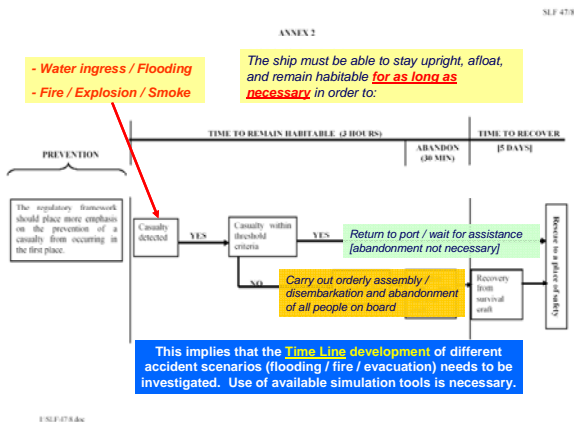 SLF 47/8
ANNEX 2
- Water ingress / Flooding
- Fire / Explosion / Smoke
The ship must be able to stay upright, afloat,
and remain habitable for as long as
necessary in order to:
TIME TO REMAIN HABITABLE (3 HOURS)
TIME TO RECOVER
PREVENTION
ABANDON
(30 MIN)
[5 DAYS]
The regulatory framework
should place more emphasis
on the prevention of a
casualty from occurring in
the first place.
Casualty
detected
YES
Casualty within
threshold
criteria
YES
Return to port / wait for assistance
[abandonment not necessary]
NO
Carry out orderly assembly /
disembarkation and abandonment
of all people on board
Recovery
from
survival
craft
Rescue to a place of safety
This implies that the Time Line development of different
accident scenarios (flooding / fire / evacuation) needs to be
investigated. Use of available simulation tools is necessary.
I:\SLF\47\8.doc